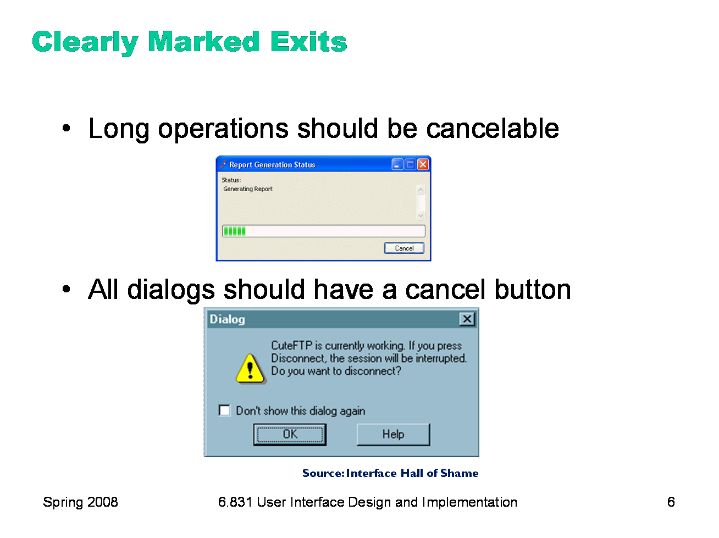 Clearly Marked Exits
• Long operations should be cancelable
Report Generation Status
Status:
Generating Report
Cancel
• All dialogs should have a cancel button
Dialog
CuteFTP is currently working. If you press
Disconnect, the session will be interrupted.
Do you want to disconnect?
Don't show this dialog again
OK Help
Source: Interface Hall of Shame
Spring 2008 6.831 User Interface Design and Implementation 6